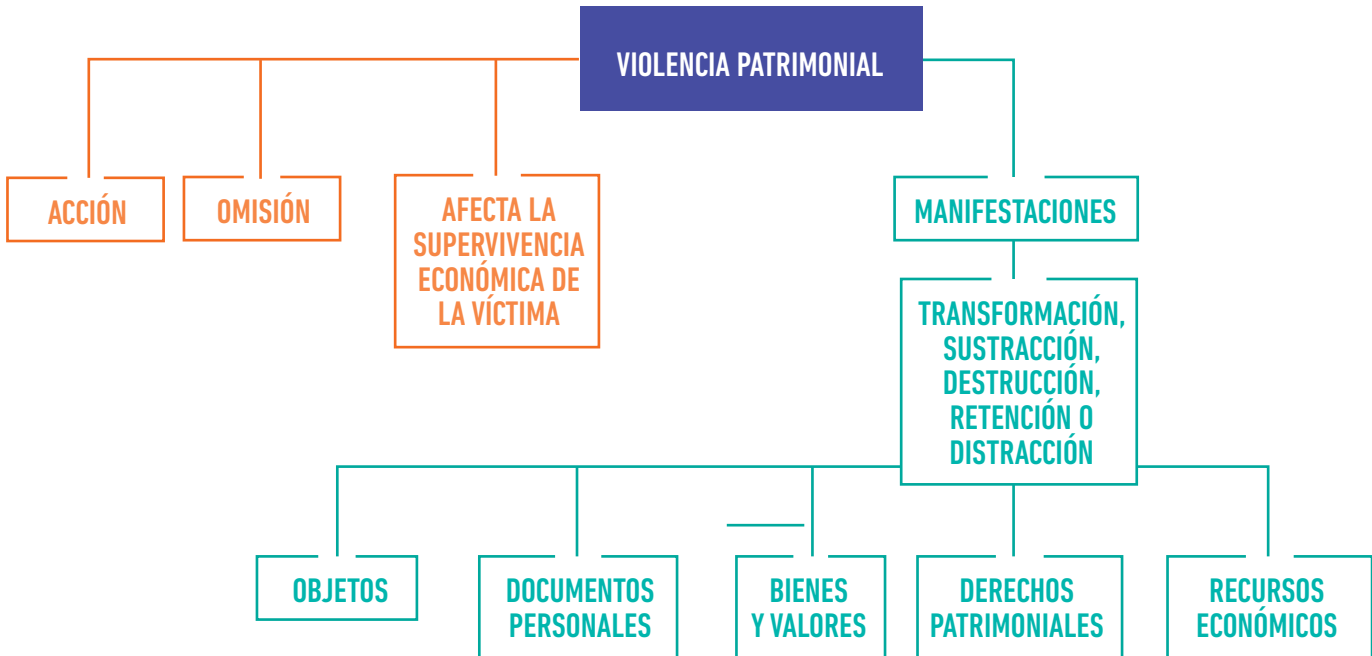 VIOLENCIA PATRIMONIAL
ACCIÓN
OMISIÓN
AFECTA LA
SUPERVIVENCIA
ECONÓMICA DE
LA VÍCTIMA
MANIFESTACIONES
TRANSFORMACIÓN,
SUSTRACCIÓN,
DESTRUCCIÓN,
RETENCIÓN O
DISTRACCIÓN
OBJETOS
DOCUMENTOS
PERSONALES
BIENES
Y VALORES
DERECHOS
PATRIMONIALES
RECURSOS
ECONÓMICOS